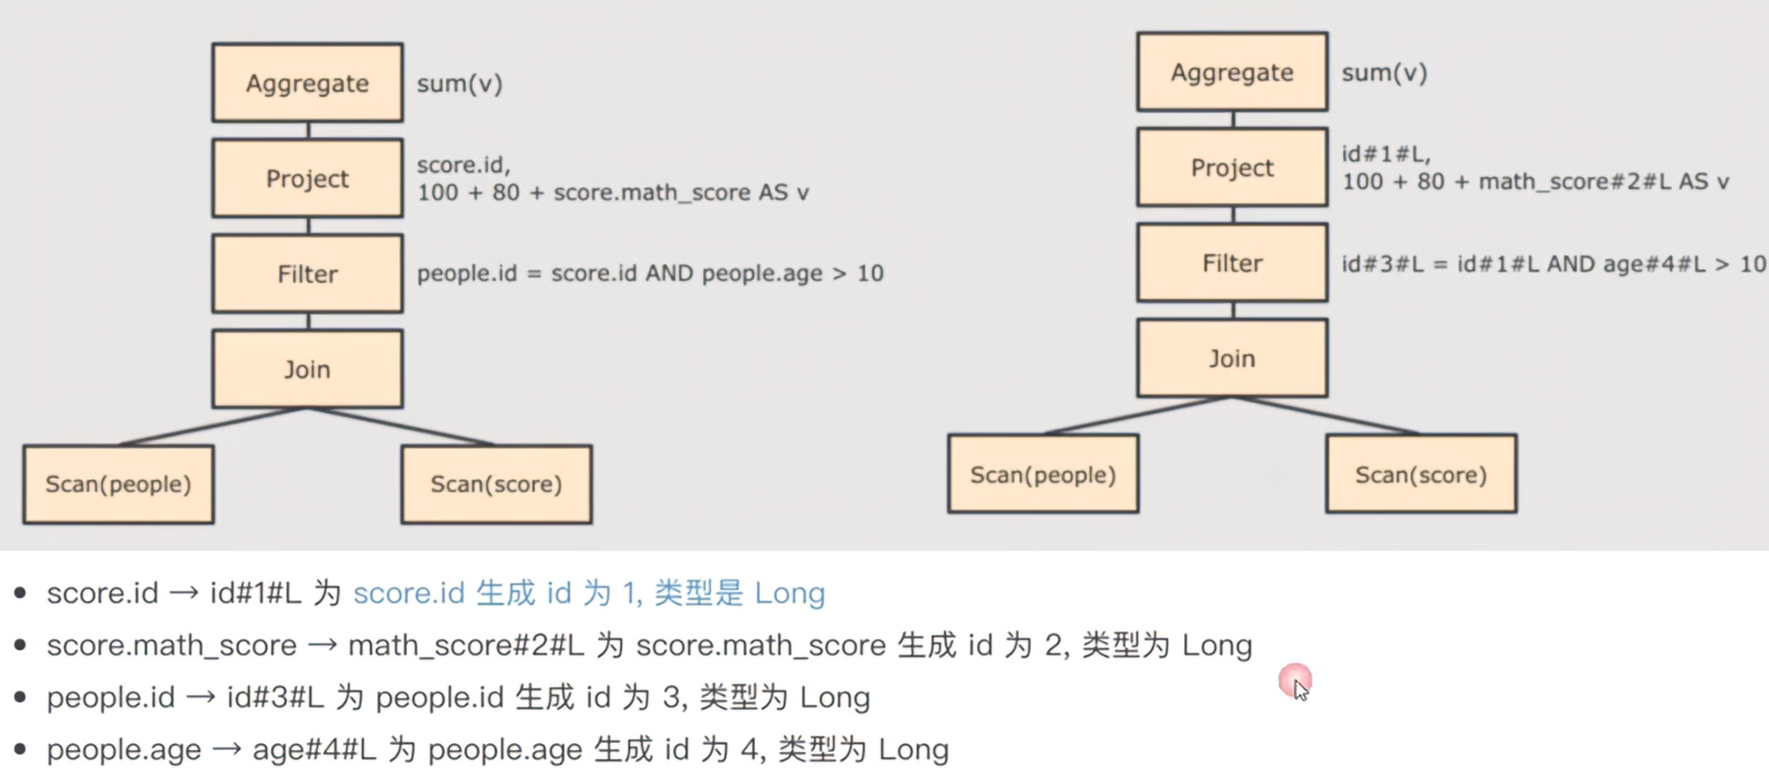 Aggregate
sum(v)
Project
score.id,
100 + 80 + score.math_score AS v
Filter
people.id = score.id AND people.age > 10
Join
Scan(people)
Scan(score)
Aggregate
sum(v)
Project
id#1#L,
100 + 80 + math_score#2#L AS v
Filter
id#3#L = id#1#L AND age#4#L > 10
Join
Scan(people)
Scan(score)
• score.id → id#1#L 为 score.id 生成 id 为 1, 类型是 Long
• score.math_score → math_score#2#L 为 score.math_score 生成 id 为 2, 类型为 Long
• people.id → id#3#L 为 people.id 生成 id 为 3, 类型为 Long
• people.age → age#4#L 为 people.age 生成 id 为 4, 类型为 Long